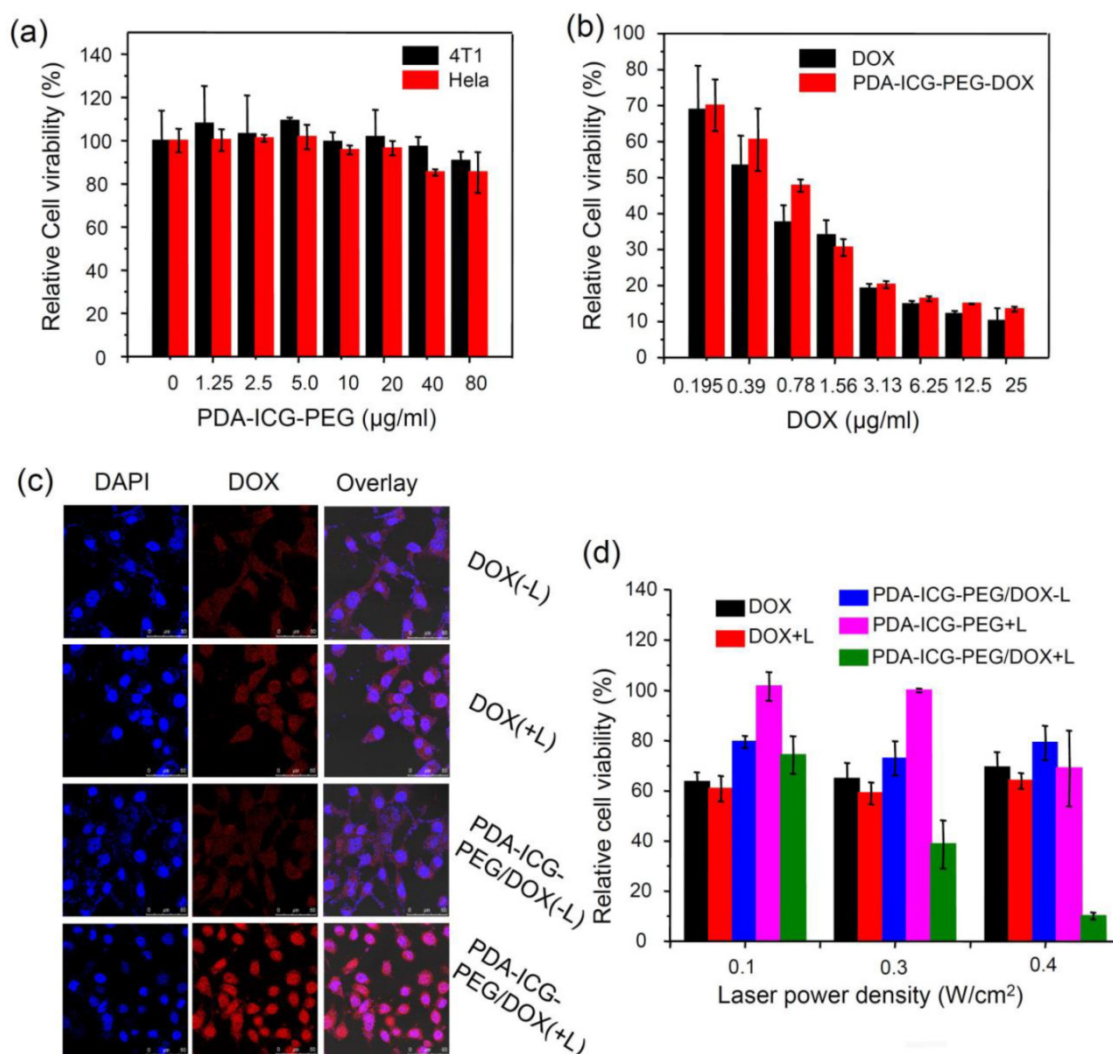 (a)
140
120
100
80
60
40
20
0
Relative Cell virability (%)
4T1
Hela
0 1.25 2.5 5.0 10 20 40 80
PDA-ICG-PEG (µg/ml)
(b)
100
90
80
70
60
50
40
30
20
10
0
Relative Cell virability (%)
DOX
PDA-ICG-PEG-DOX
0.195 0.39 0.78 1.56 3.13 6.25 12.5 25
DOX (µg/ml)
(c)
DAPI DOX Overlay
DOX(-L)
DOX(+L)
PDA-ICG-
PEG/DOX(-L)
PDA-ICG-
PEG/DOX(+L)
(d)
140
120
100
80
60
40
20
0
Relative cell viability (%)
DOX
DOX+L
PDA-ICG-PEG/DOX-L
PDA-ICG-PEG+L
PDA-ICG-PEG/DOX+L
0.1 0.3 0.4
Laser power density (W/cm²)